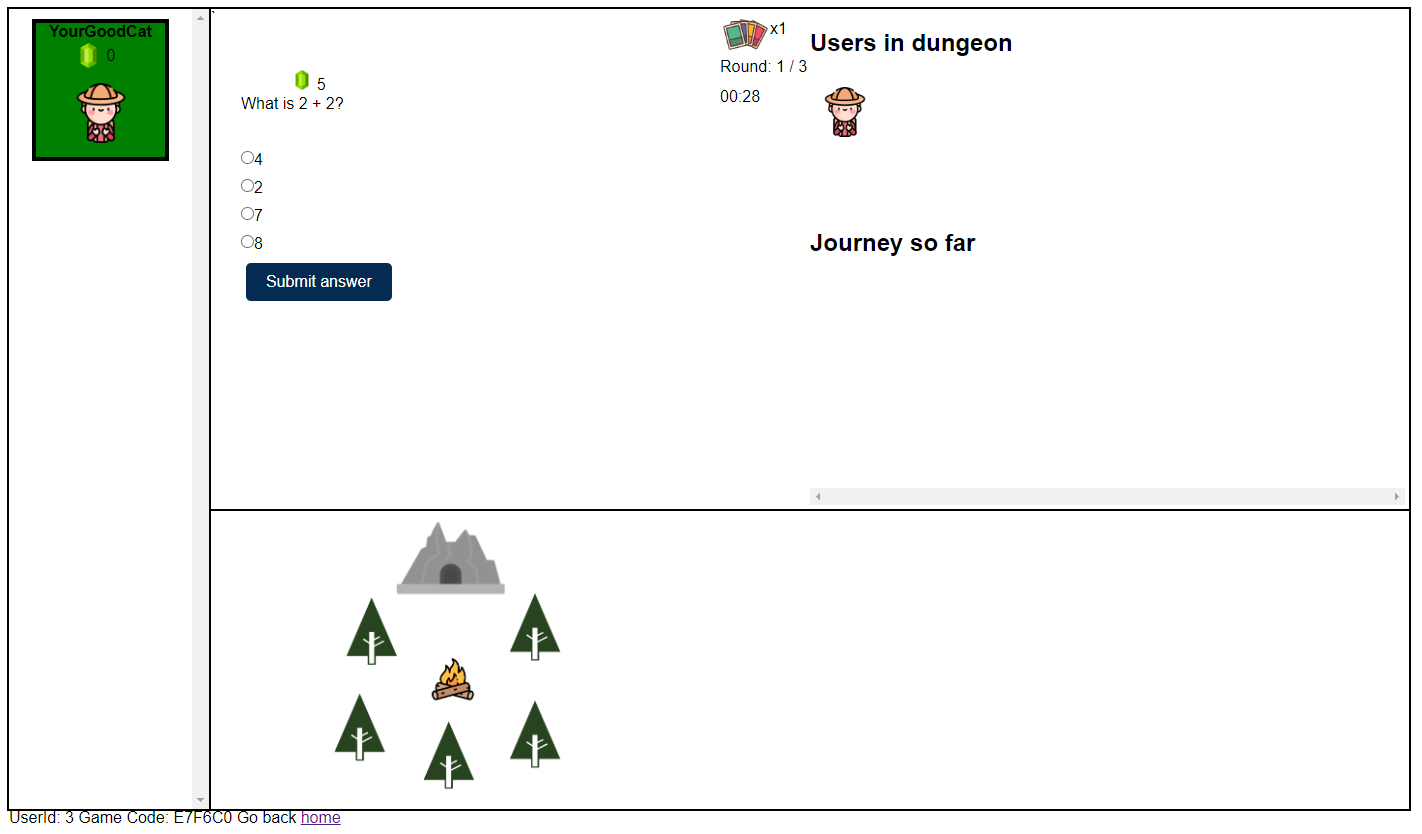 YourGoodCat
0
`
5
What is 2 + 2?
4
2
7
8
Submit answer
x1
Round: 1 / 3
00:28
Users in dungeon
Journey so far
UserId: 3 Game Code: E7F6C0 Go back home